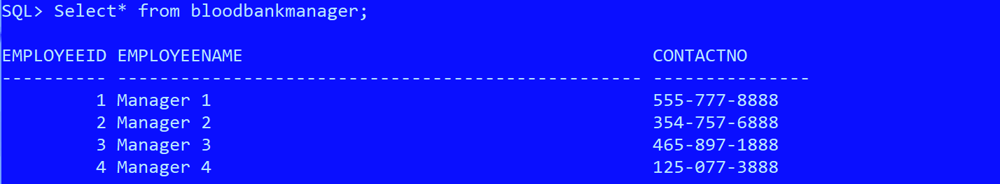 SQL> Select* from bloodbankmanager;
EMPLOYEEID EMPLOYEENAME                                       CONTACTNO
---------- -------------------------------------------------- ---------------
         1 Manager 1                                          555-777-8888
         2 Manager 2                                          354-757-6888
         3 Manager 3                                          465-897-1888
         4 Manager 4                                          125-077-3888